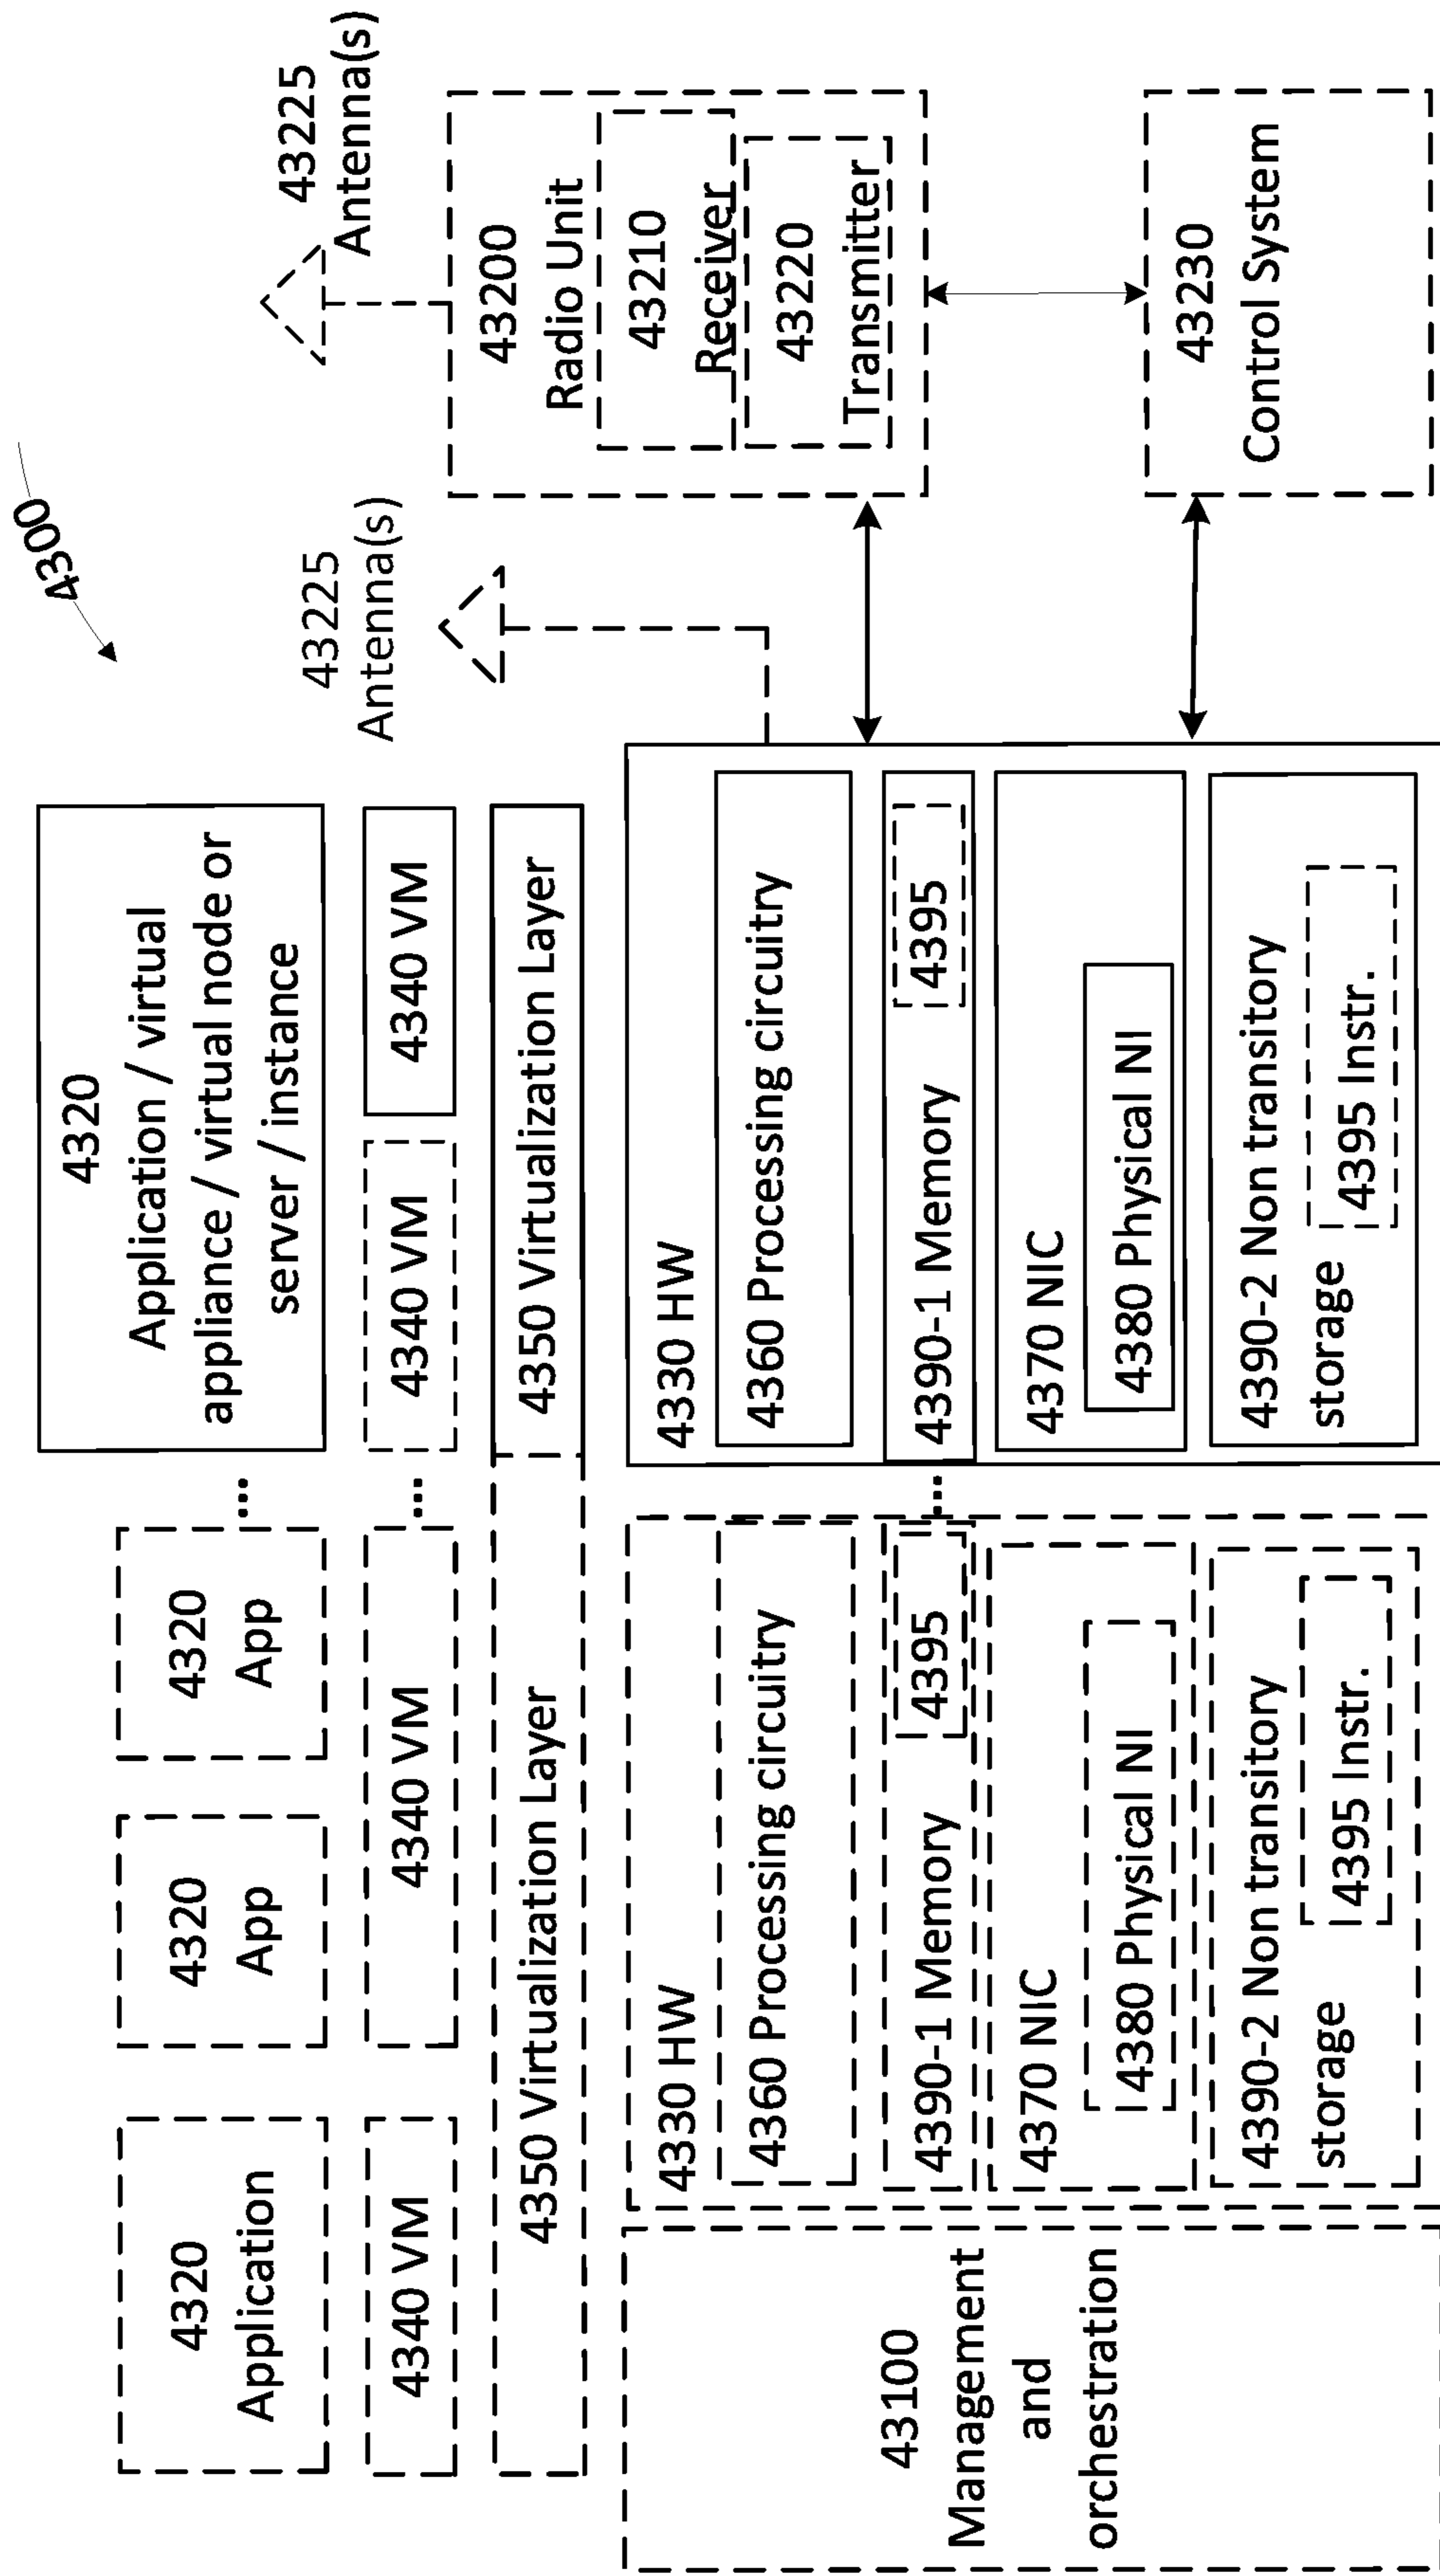 4300
4320
Application
4320
App
4320
App
...
4320
Application / virtual
appliance / virtual node or
server / instance
43225
Antenna(s)
43225
Antenna(s)
4340 VM
4340 VM
...
4340 VM
4340 VM
4350 Virtualization Layer
4350 Virtualization Layer
43100
Management
and
orchestration
4330 HW
4360 Processing circuitry
4390-1 Memory
4395
4370 NIC
4380 Physical NI
4390-2 Non transitory
storage
4395 Instr.
...
4330 HW
4360 Processing circuitry
4390-1 Memory
4395
4370 NIC
4380 Physical NI
4390-2 Non transitory
storage
4395 Instr.
43200
Radio Unit
43210
Receiver
43220
Transmitter
43230
Control System